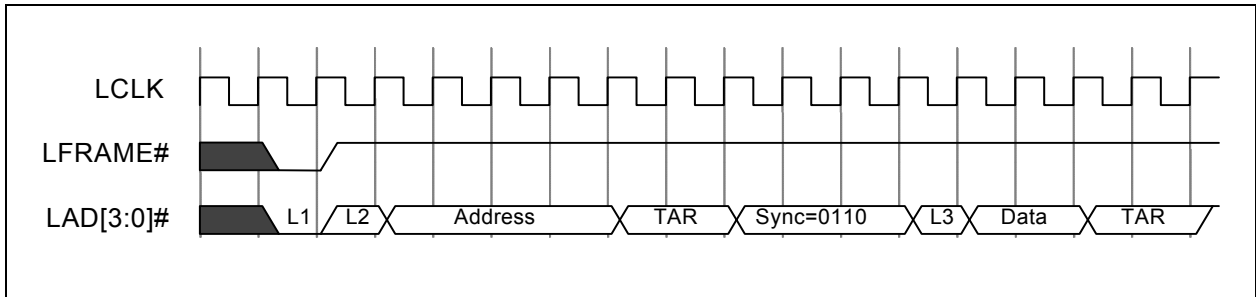 LCLK
LFRAME#
LAD[3:0]# L1 L2 Address TAR Sync=0110 L3 Data TAR